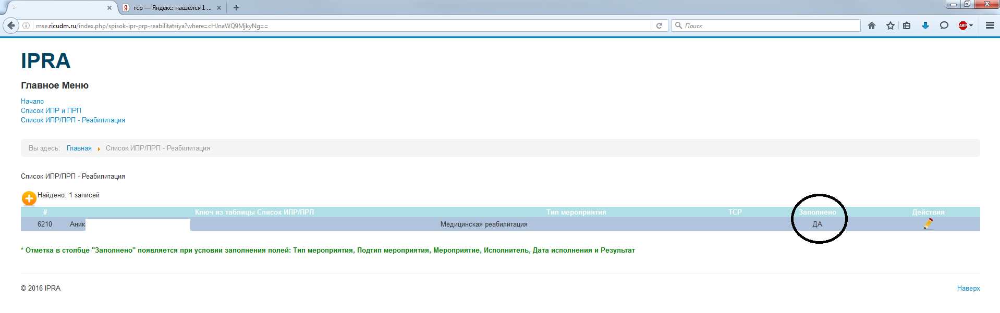 -
тср — Яндекс: нашёлся 1 ...
mse.ricudm.ru/index.php/spisok-ipr-prp-reabilitatsiya?where=cHJnaWQ9MjkyNg==
Поиск
ABP
IPRA
Главное Меню
Начало
Список ИПР и ПРП
Список ИПР/ПРП - Реабилитация
Вы здесь: Главная Список ИПР/ПРП - Реабилитация
Список ИПР/ПРП - Реабилитация
Найдено: 1 записей
# Ключ из таблицы Список ИПР/ПРП Тип мероприятия ТСР Заполнено Действия
6210 Аник Медицинская реабилитация ДА
* Отметка в столбце "Заполнено" появляется при условии заполнения полей: Тип мероприятия, Подтип мероприятия, Мероприятие, Исполнитель, Дата исполнения и Результат
© 2016 IPRA Наверх